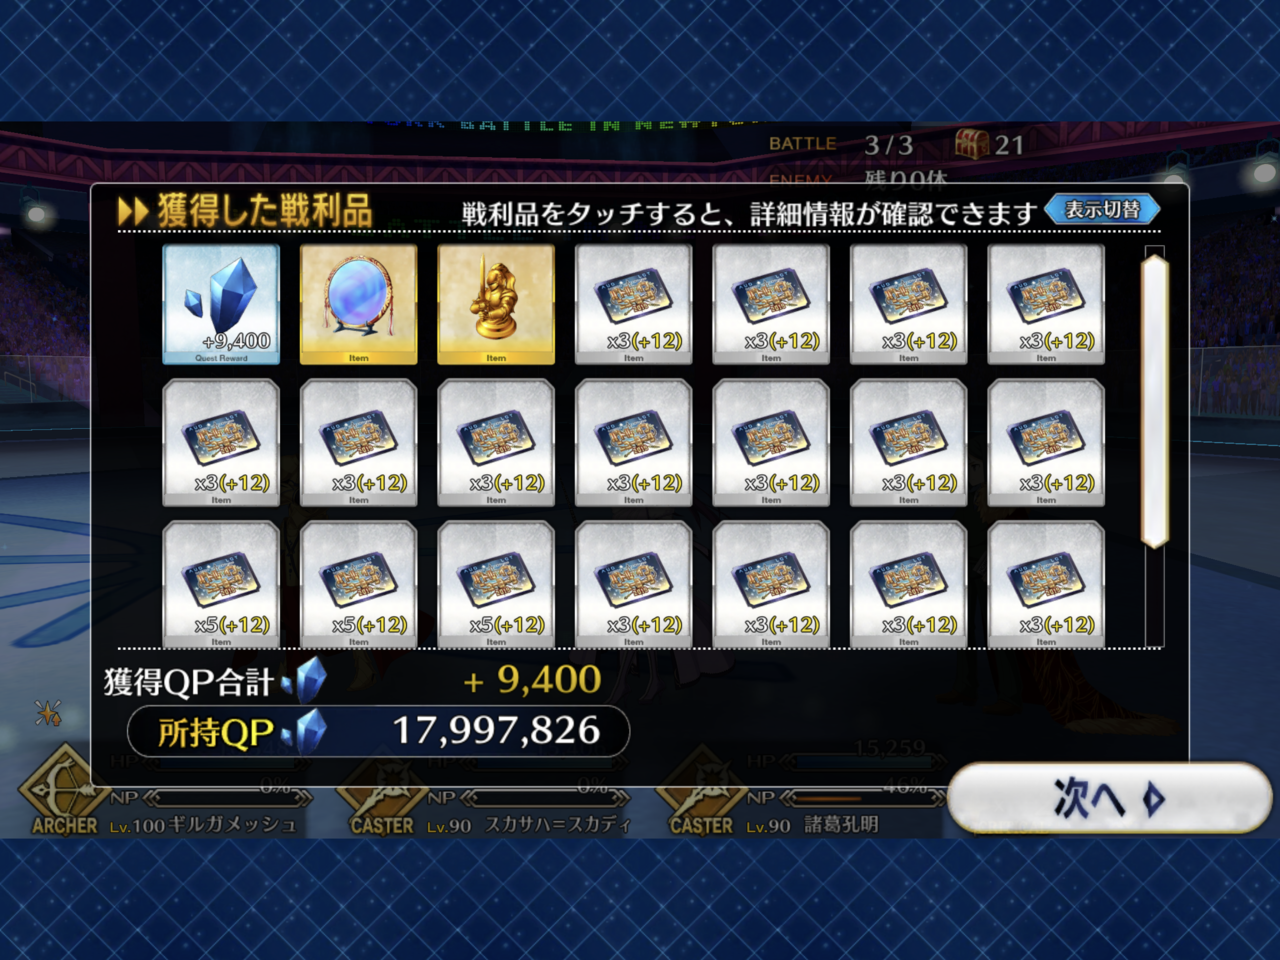 BATTLE 3/3 21
ENEMY 残り0体
獲得した戦利品 戦利品をタッチすると、詳細情報が確認できます 表示切替
+9,400 x3(+12) x3(+12) x3(+12) x3(+12)
Quest Reward Item Item Item Item Item Item
x3(+12) x3(+12) x3(+12) x3(+12) x3(+12) x3(+12) x3(+12)
Item Item Item Item Item Item Item
x5(+12) x5(+12) x5(+12) x3(+12) x3(+12) x3(+12) x3(+12)
Item Item Item Item Item Item Item
獲得QP合計 + 9,400
所持QP 17,997,826
HP HP HP 15,259
NP 0% NP 0% NP 46%
次へ
ARCHER Lv.100 ギルガメッシュ CASTER Lv.90 スカサハ=スカディ CASTER Lv.90 諸葛孔明